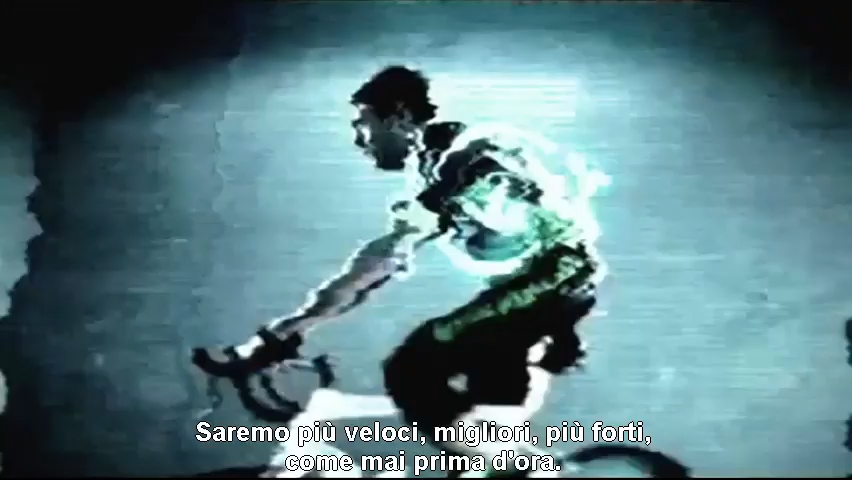 Saremo più veloci, migliori, più forti,
come mai prima d'ora.